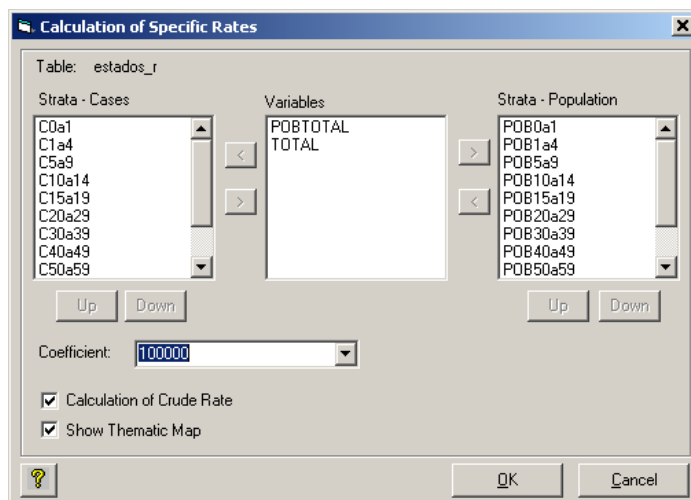 Calculation of Specific Rates
Table: estados_r
Strata - Cases
Variables
Strata - Population
C0a1
C1a4
C5a9
C10a14
C15a19
C20a29
C30a39
C40a49
C50a59
<
>
POBTOTAL
TOTAL
>
<
POB0a1
POB1a4
POB5a9
POB10a14
POB15a19
POB20a29
POB30a39
POB40a49
POB50a59
Up
Down
Up
Down
Coefficient: 100000
Calculation of Crude Rate
Show Thematic Map
?
OK
Cancel